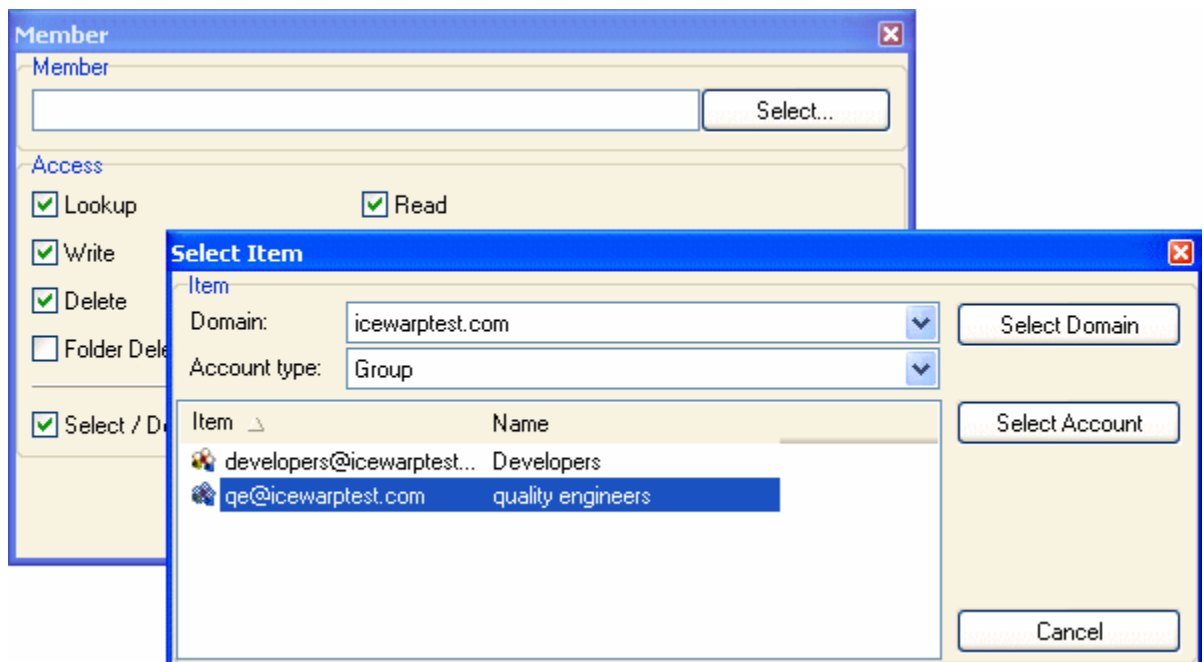 Member
Member
Select...
Access
Lookup Read
Write
Delete
Folder Dele
Select / D
Select Item
Item
Domain: icewarptest.com Select Domain
Account type: Group
Select Account
Item Name
developers@icewarptest... Developers
qe@icewarptest.com quality engineers
Cancel